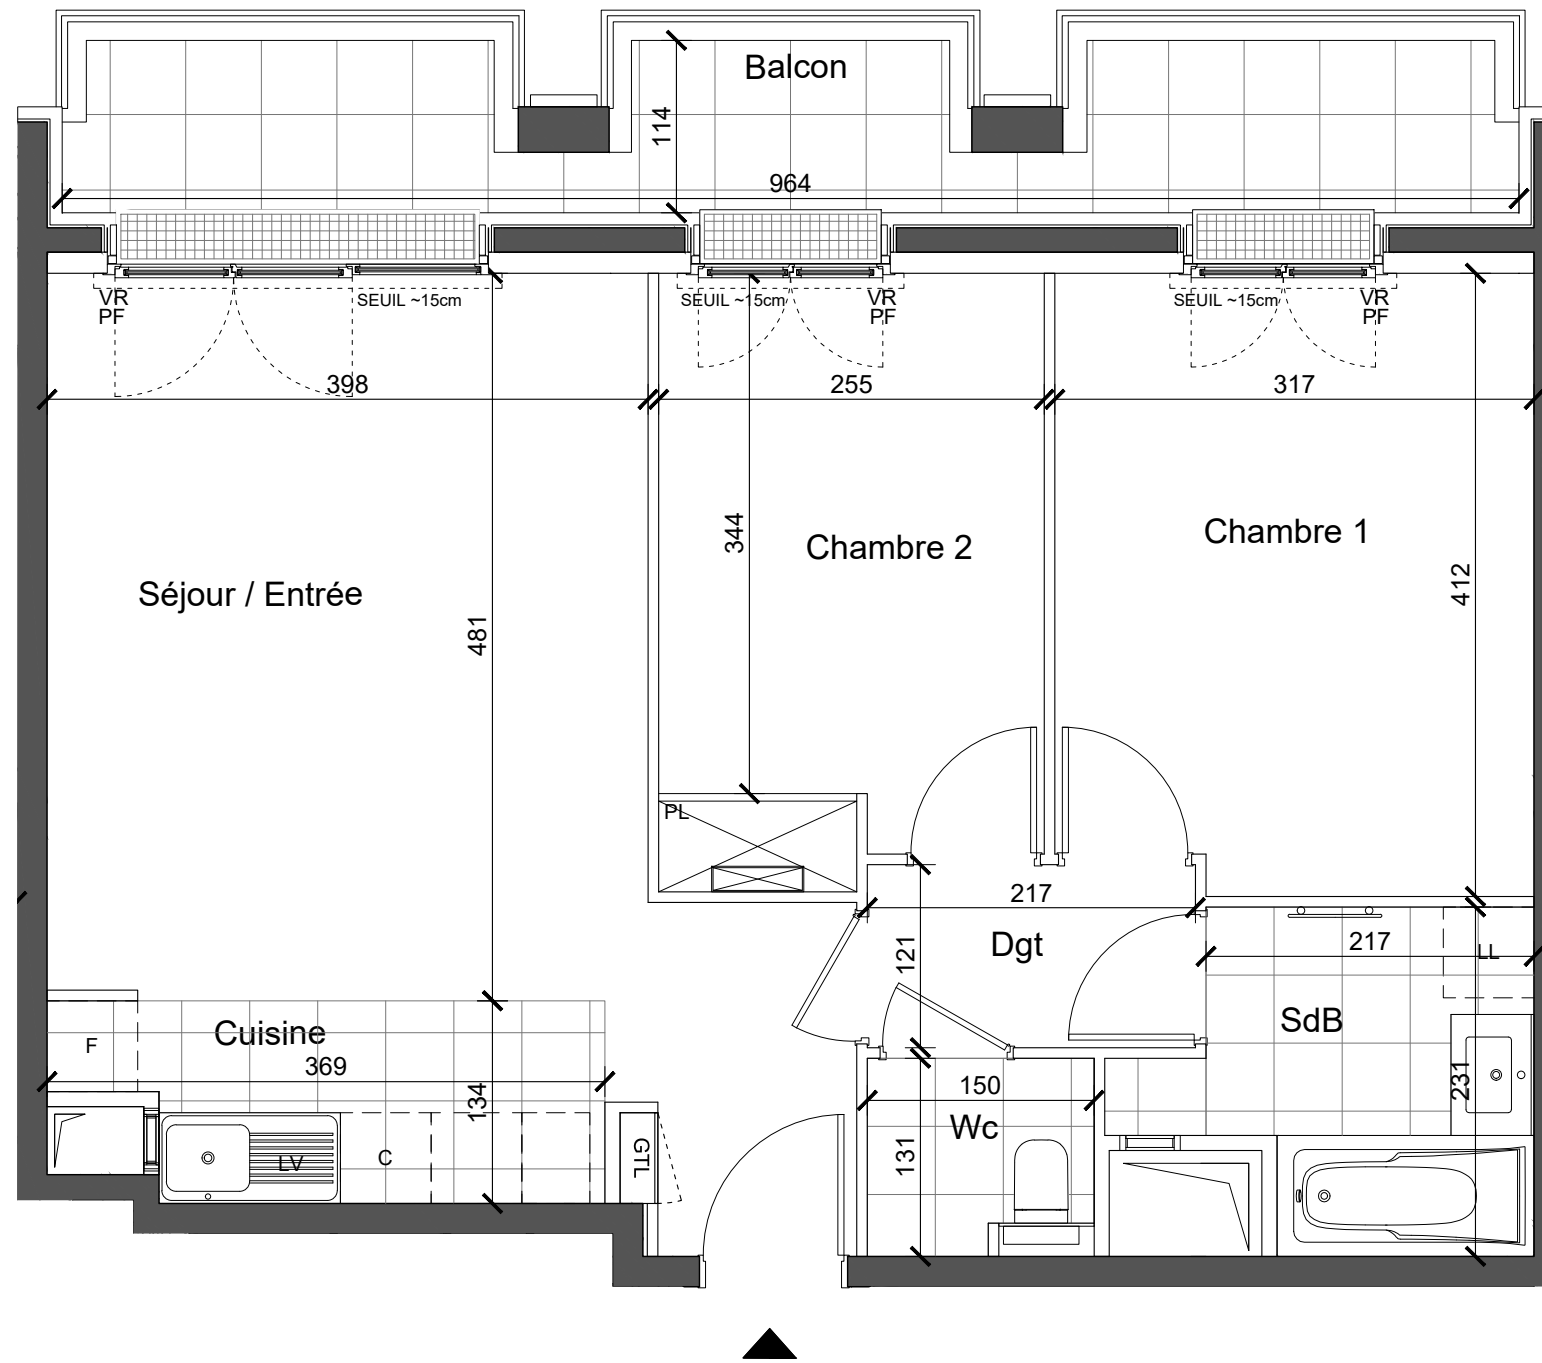 Balcon
114
964
VR
PF
SEUIL ~15cm
SEUIL ~15cm
VR
PF
SEUIL ~15cm
VR
PF
398
255
317
344
Chambre 2
Chambre 1
412
Séjour / Entrée
481
PL
217
Dgt
121
217
LL
SdB
Cuisine
F
369
134
150
Wc
131
231
GTL
LV
C